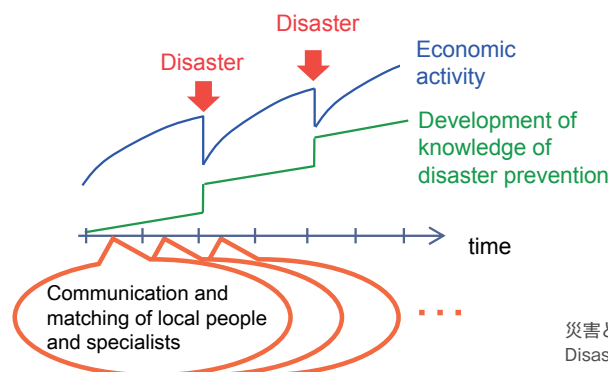 Disaster
Disaster
Economic
activity
Development of
knowledge of
disaster prevention
time
Communication and
matching of local people
and specialists
災害と
Disas